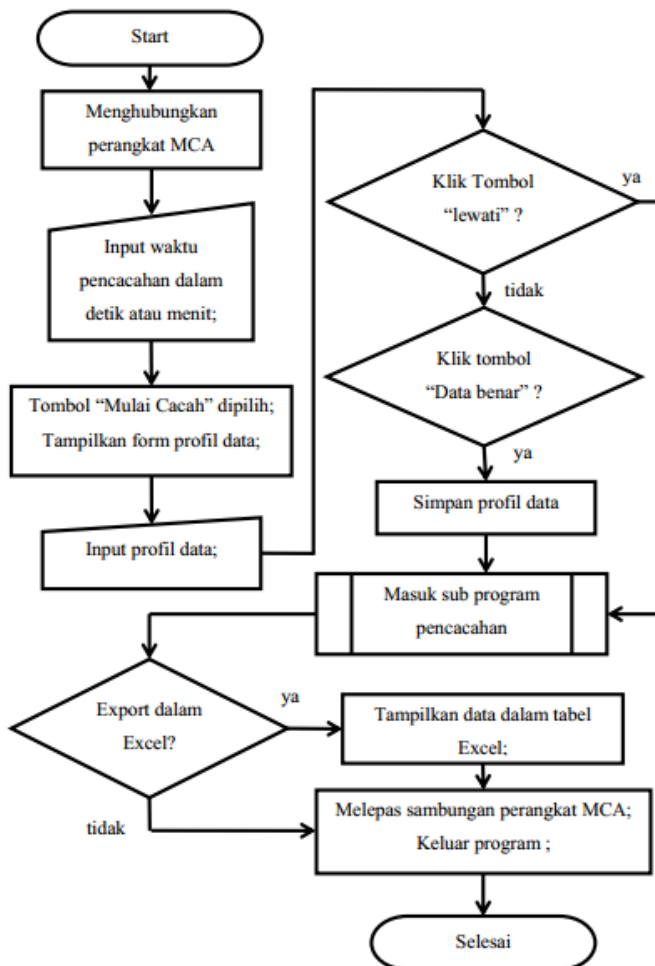 Start
Menghubungkan
perangkat MCA
Input waktu
pencacahan dalam
detik atau menit;
Tombol “Mulai Cacah” dipilih;
Tampilkan form profil data;
Input profil data;
Klik Tombol
“lewati” ?
ya
tidak
Klik tombol
“Data benar” ?
ya
Simpan profil data
Masuk sub program
pencacahan
Export dalam
Excel?
ya
tidak
Tampilkan data dalam tabel
Excel;
Melepas sambungan perangkat MCA;
Keluar program ;
Selesai